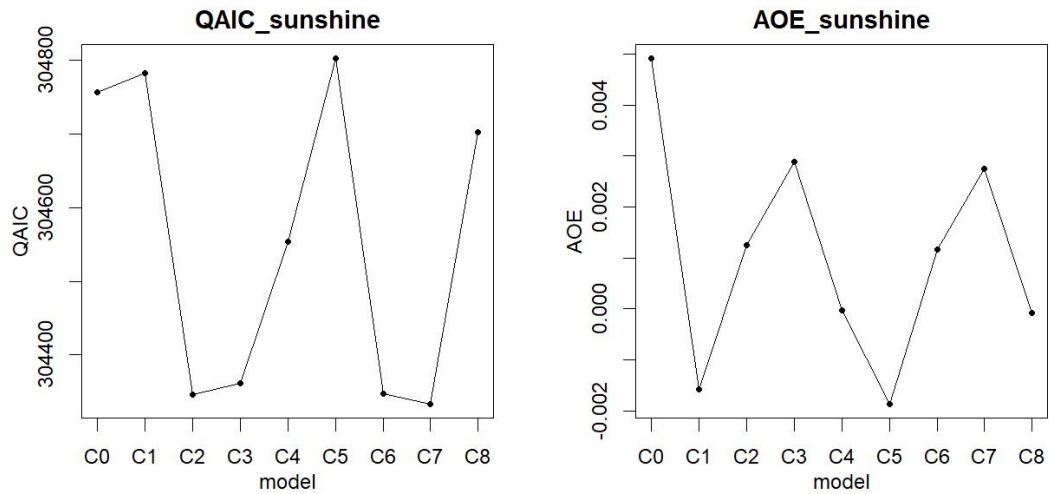 QAIC_sunshine
QAIC
304800
304600
304400
C0 C1 C2 C3 C4 C5 C6 C7 C8
model
AOE_sunshine
AOE
0.004
0.002
0.000
-0.002
C0 C1 C2 C3 C4 C5 C6 C7 C8
model